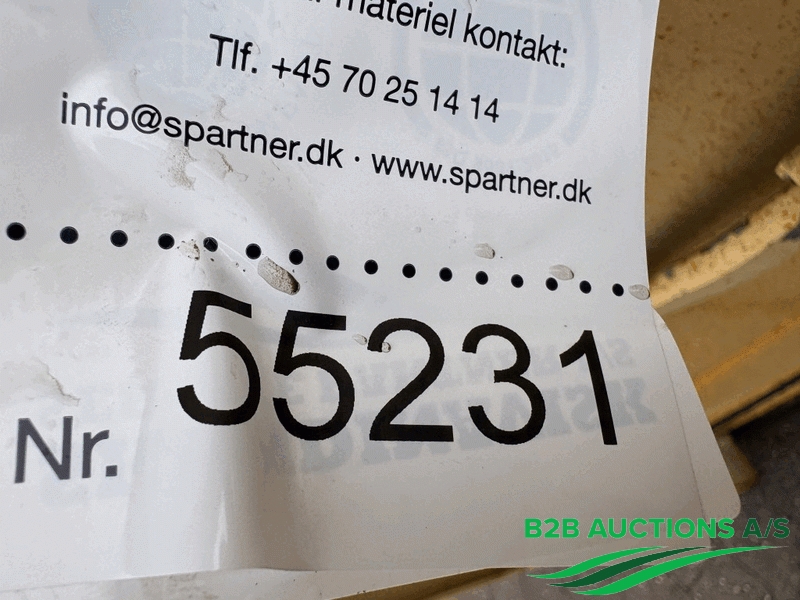 materiel kontakt:
Tlf. +45 70 25 14 14
info@spartner.dk · www.spartner.dk
Nr. 55231
B2B AUCTIONS A/S